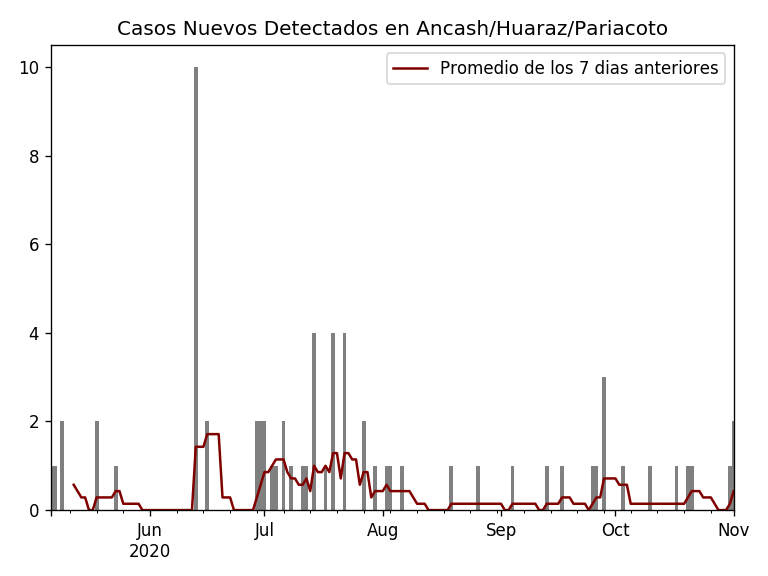 Casos Nuevos Detectados en Ancash/Huaraz/Pariacoto
Promedio de los 7 dias anteriores
10
8
6
4
2
0
Jun Jul Aug Sep Oct Nov
2020